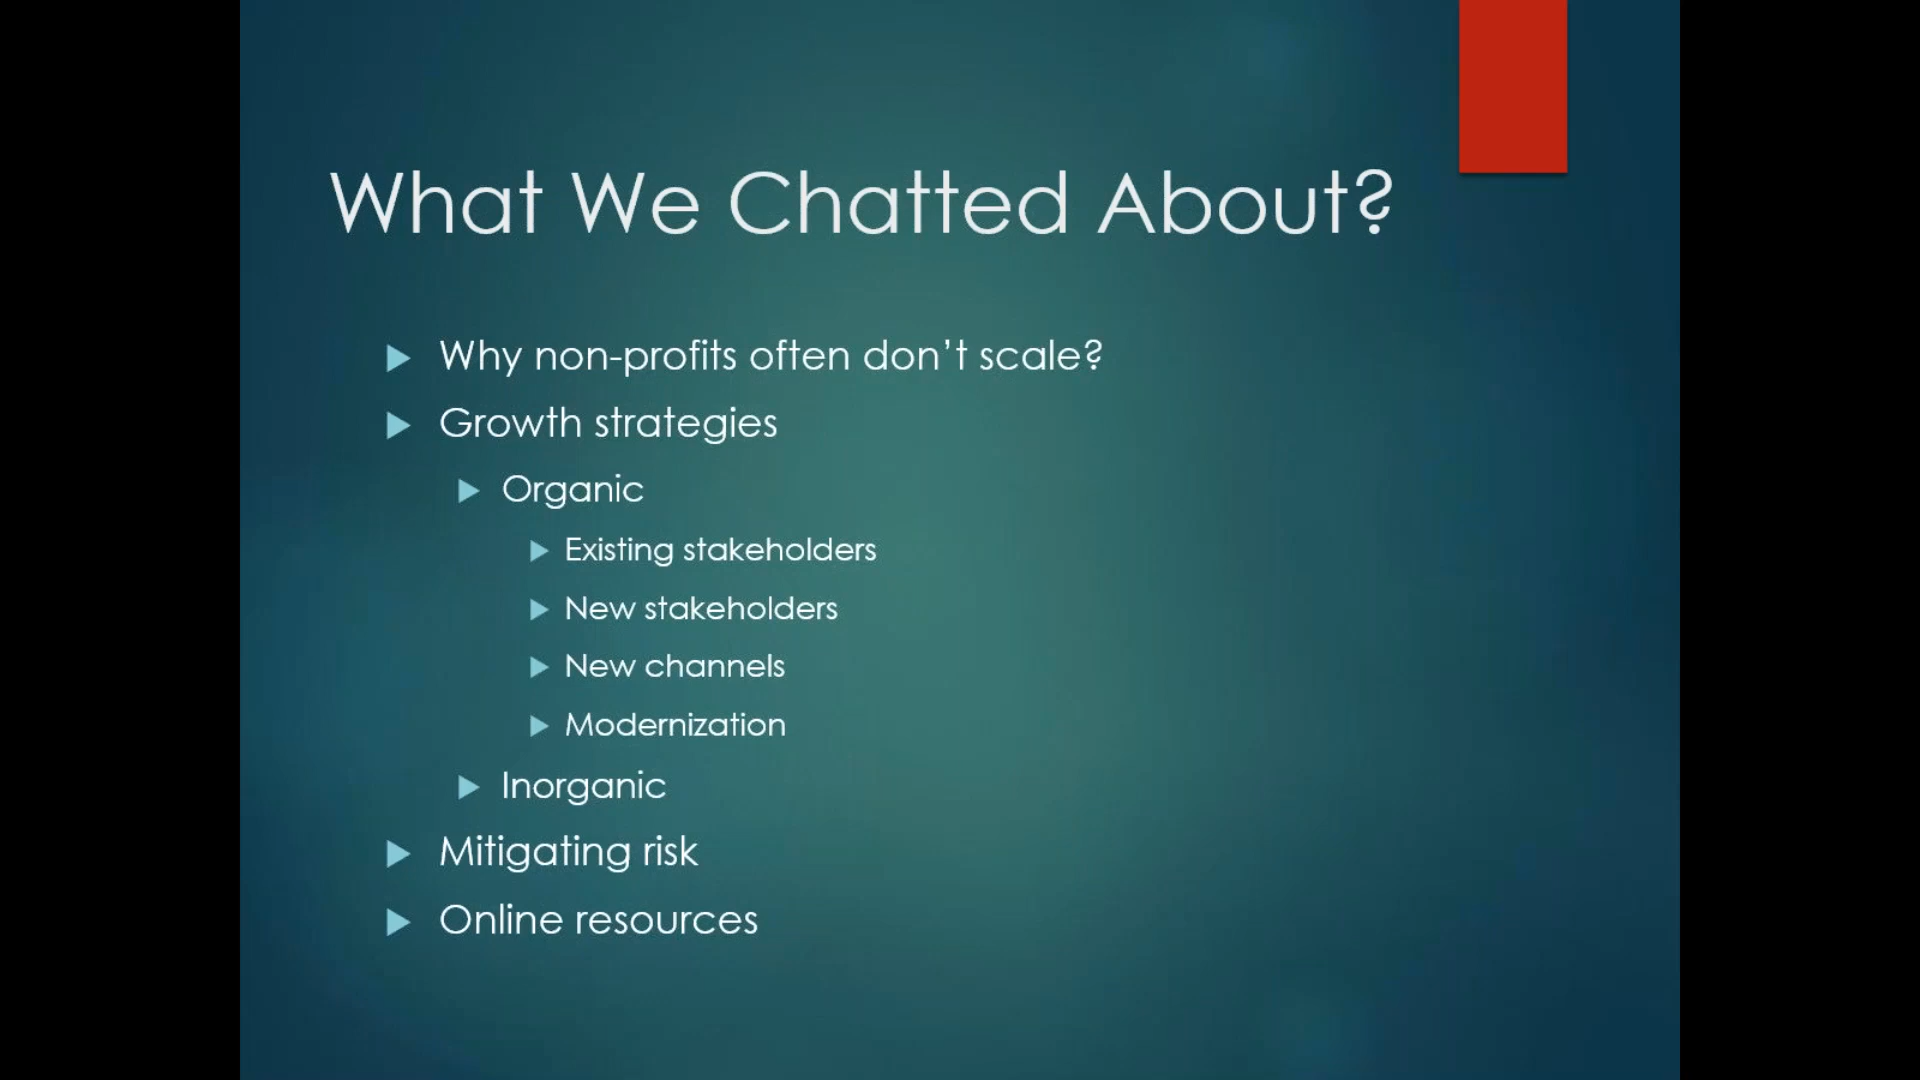 What We Chatted About?
Why non-profits often don’t scale?
Growth strategies
Organic
Existing stakeholders
New stakeholders
New channels
Modernization
Inorganic
Mitigating risk
Online resources